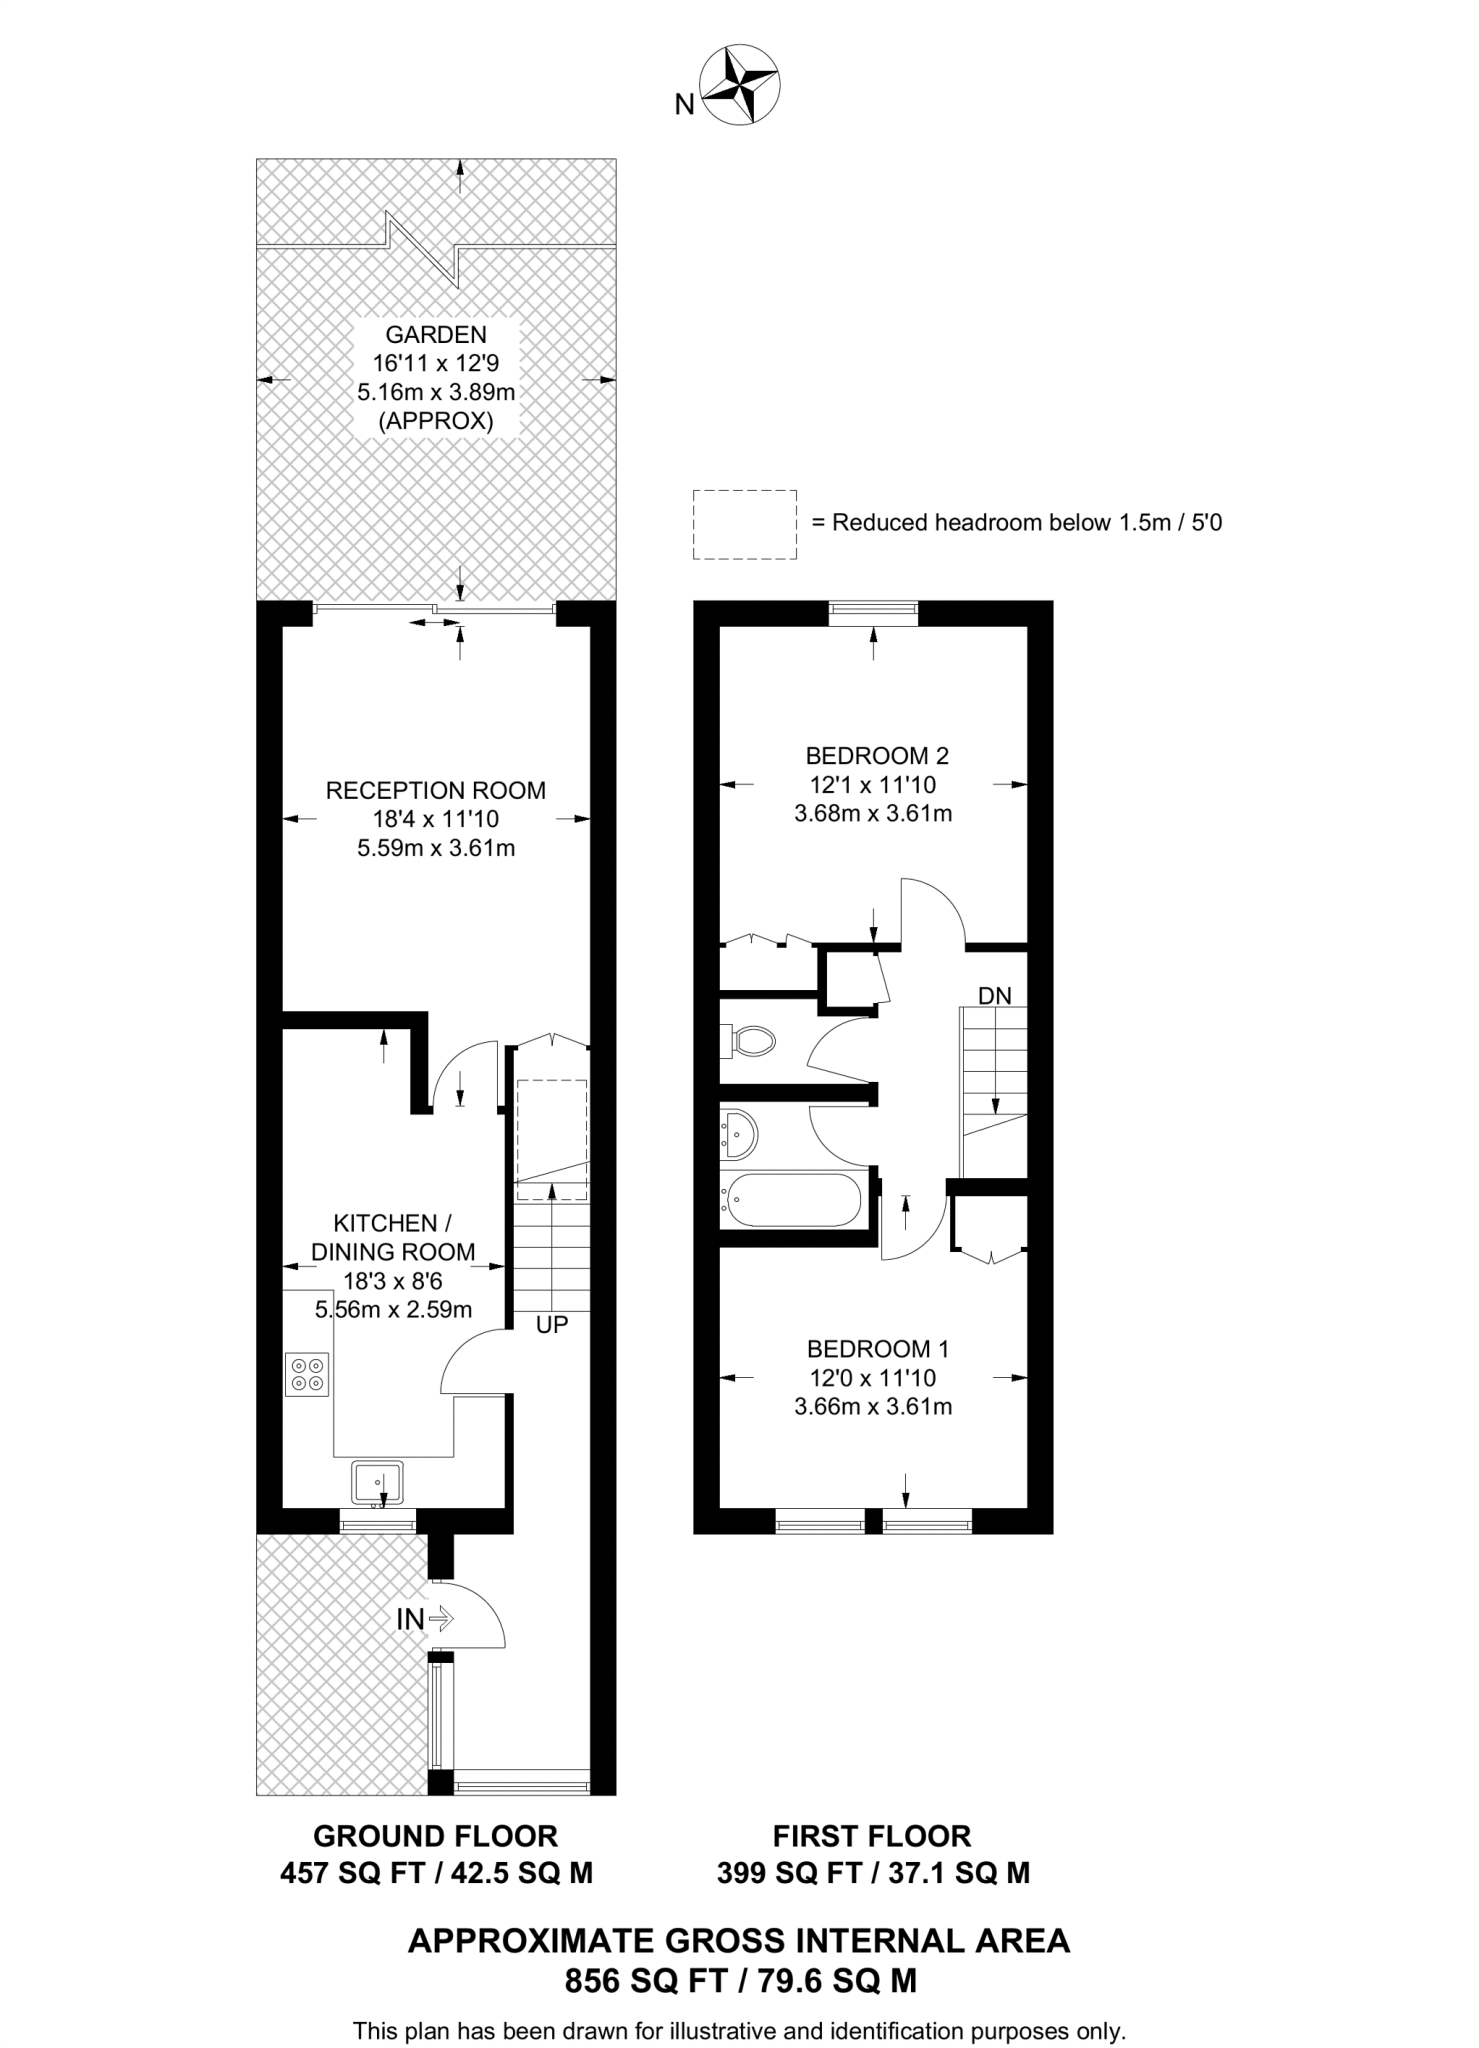 N
GARDEN
16'11 x 12'9
5.16m x 3.89m
(APPROX)
= Reduced headroom below 1.5m / 5'0
RECEPTION ROOM
18'4 x 11'10
5.59m x 3.61m
BEDROOM 2
12'1 x 11'10
3.68m x 3.61m
DN
KITCHEN /
DINING ROOM
18'3 x 8'6
5.56m x 2.59m
UP
BEDROOM 1
12'0 x 11'10
3.66m x 3.61m
IN
GROUND FLOOR
457 SQ FT / 42.5 SQ M
FIRST FLOOR
399 SQ FT / 37.1 SQ M
APPROXIMATE GROSS INTERNAL AREA
856 SQ FT / 79.6 SQ M
This plan has been drawn for illustrative and identification purposes only.